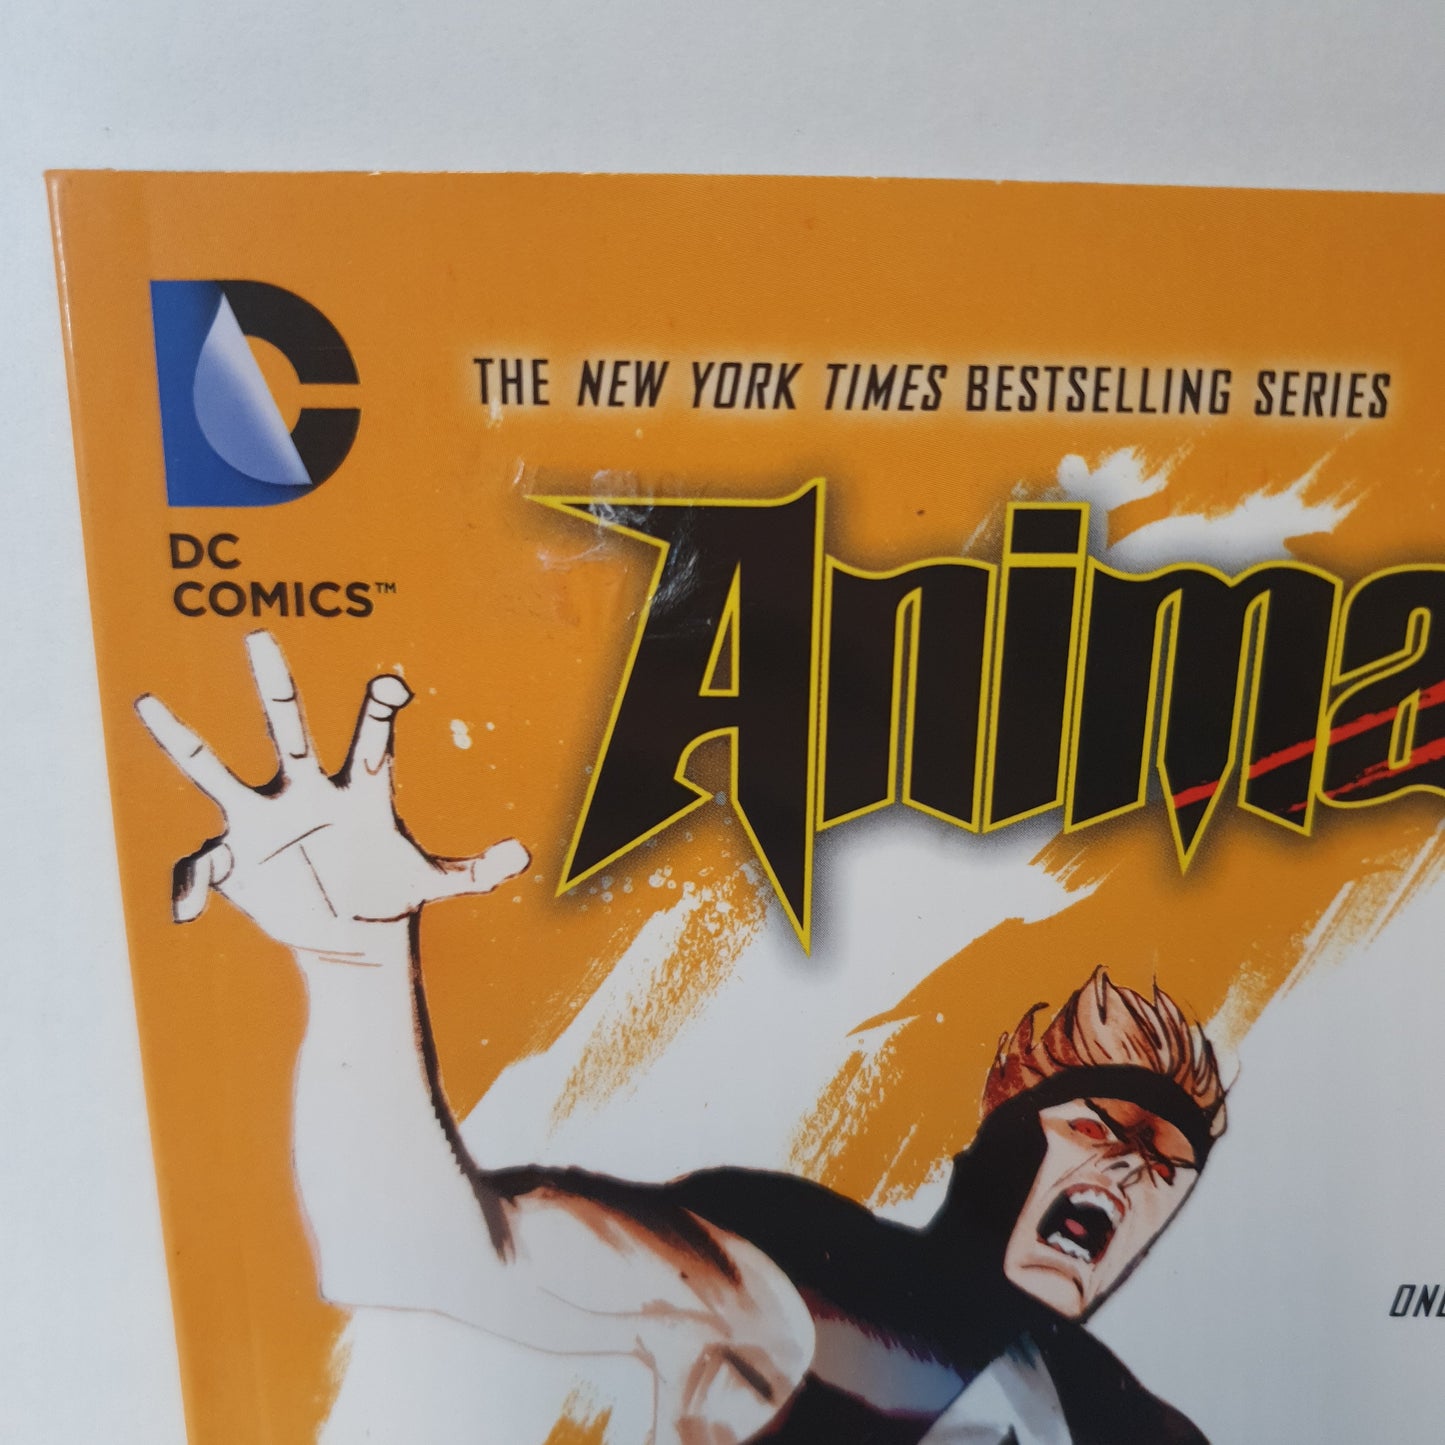 DC
COMICS™
THE NEW YORK TIMES BESTSELLING SERIES
Anima